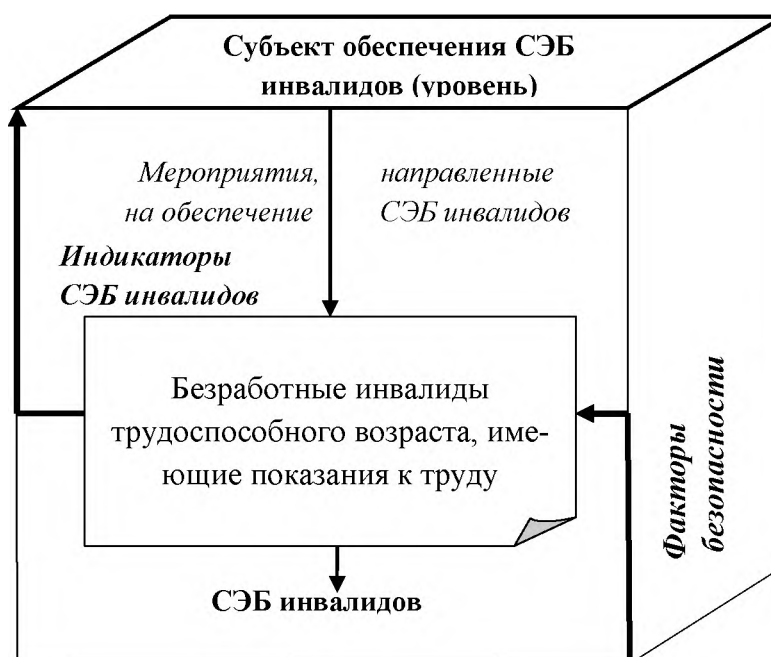 Субъект обеспечения СЭБ
инвалидов (уровень)
Мероприятия, направленные
на обеспечение СЭБ инвалидов
Индикаторы
СЭБ инвалидов
Безработные инвалиды
трудоспособного возраста, име-
ющие показания к труду
СЭБ инвалидов
Факторы
безопасности